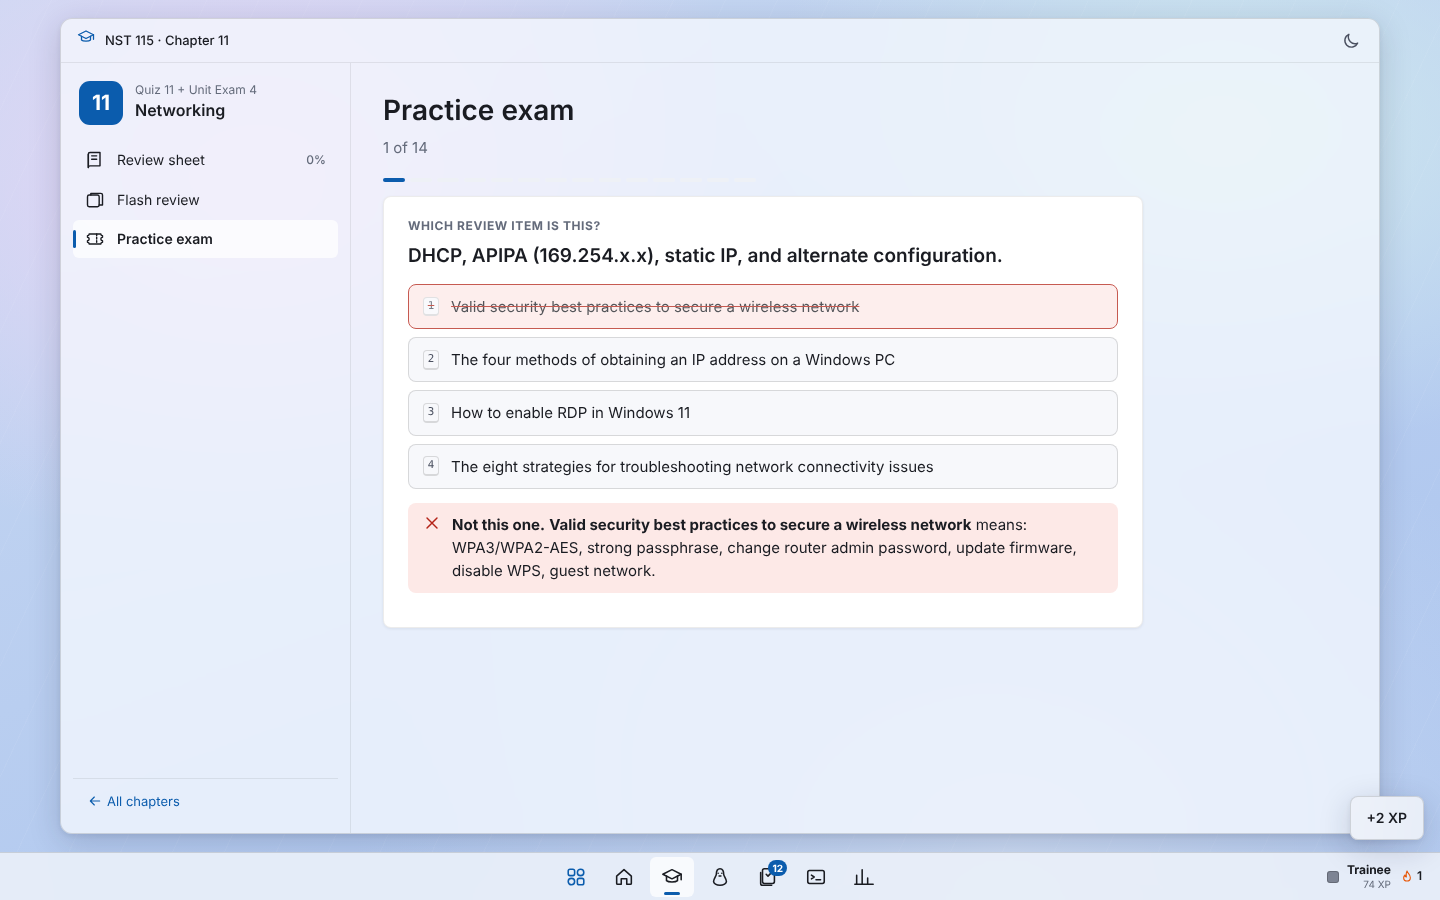 NST 115 · Chapter 11
11
Quiz 11 + Unit Exam 4
Networking
Review sheet
0%
Flash review
Practice exam
All chapters
Practice exam
1 of 14
WHICH REVIEW ITEM IS THIS?
DHCP, APIPA (169.254.x.x), static IP, and alternate configuration.
1 Valid security best practices to secure a wireless network
2 The four methods of obtaining an IP address on a Windows PC
3 How to enable RDP in Windows 11
4 The eight strategies for troubleshooting network connectivity issues
Not this one. Valid security best practices to secure a wireless network means:
WPA3/WPA2-AES, strong passphrase, change router admin password, update firmware,
disable WPS, guest network.
+2 XP
12
Trainee
74 XP
1